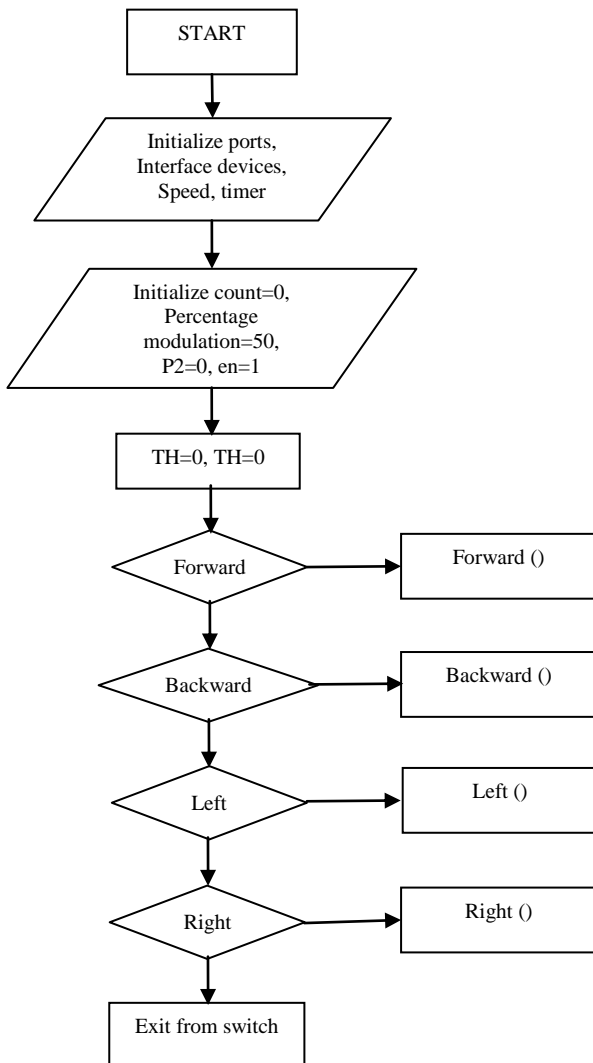 START
Initialize ports,
Interface devices,
Speed, timer
Initialize count=0,
Percentage
modulation=50,
P2=0, en=1
TH=0, TH=0
Forward
Forward ()
Backward
Backward ()
Left
Left ()
Right
Right ()
Exit from switch